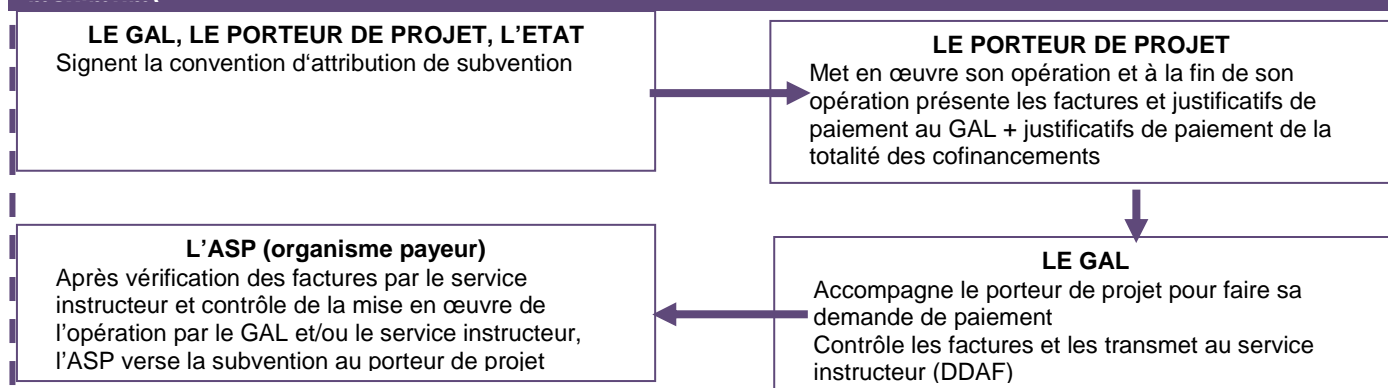 LE GAL, LE PORTEUR DE PROJET, L'ETAT
Signent la convention d‘attribution de subvention
LE PORTEUR DE PROJET
Met en œuvre son opération et à la fin de son
opération présente les factures et justificatifs de
paiement au GAL + justificatifs de paiement de la
totalité des cofinancements
LE GAL
Accompagne le porteur de projet pour faire sa
demande de paiement
Contrôle les factures et les transmet au service
instructeur (DDAF)
L’ASP (organisme payeur)
Après vérification des factures par le service
instructeur et contrôle de la mise en œuvre de
l’opération par le GAL et/ou le service instructeur,
l’ASP verse la subvention au porteur de projet